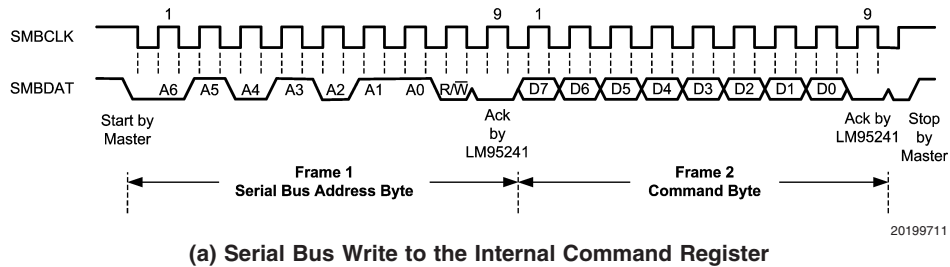 1 9 1 9
SMBCLK
SMBDAT A6 A5 A4 A3 A2 A1 A0 R/W̅ D7 D6 D5 D4 D3 D2 D1 D0
Start by
Master
Ack
by
LM95241
Ack by
LM95241
Stop
by
Master
Frame 1
Serial Bus Address Byte
Frame 2
Command Byte
20199711
(a) Serial Bus Write to the Internal Command Register